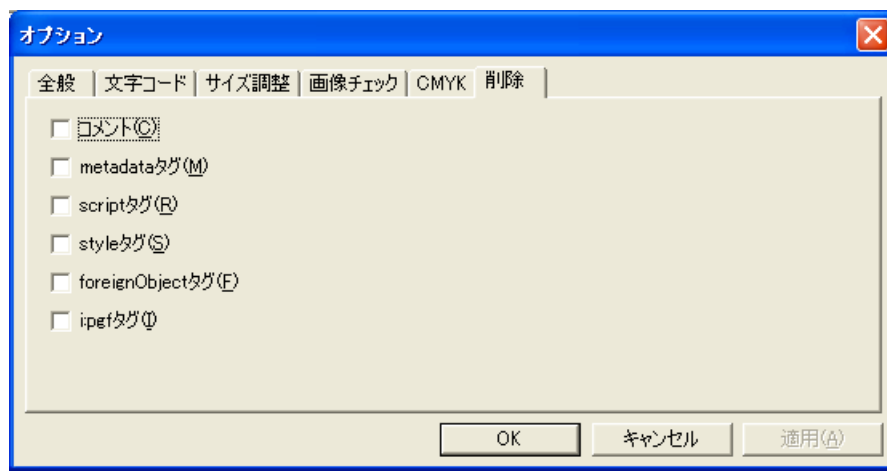 オプション
全般 文字コード サイズ調整 画像チェック CMYK 削除
コメント(C)
metadataタグ(M)
scriptタグ(R)
styleタグ(S)
foreignObjectタグ(F)
i:pgfタグ(I)
OK キャンセル 適用(A)